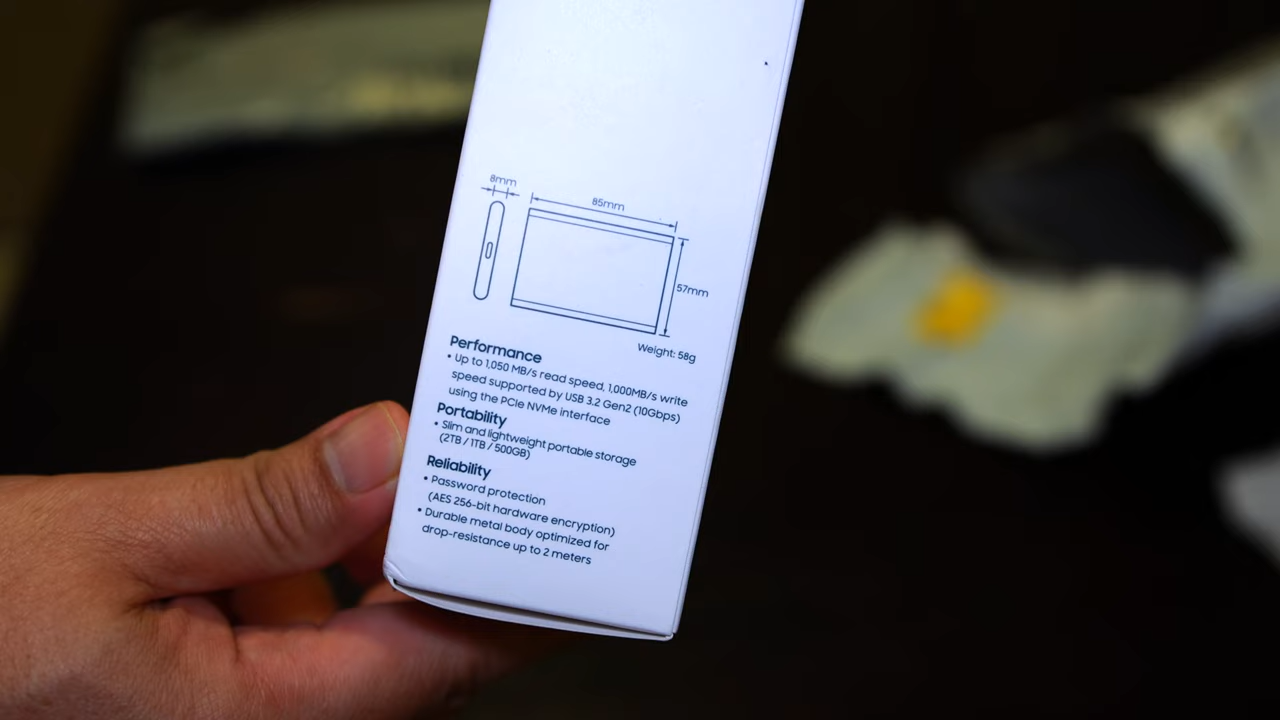 8mm
85mm
57mm
Weight: 58g
Performance
• Up to 1,050 MB/s read speed, 1,000MB/s write
speed supported by USB 3.2 Gen2 (10Gbps)
using the PCIe NVMe interface
Portability
• Slim and lightweight portable storage
(2TB / 1TB / 500GB)
Reliability
• Password protection
(AES 256-bit hardware encryption)
• Durable metal body optimized for
drop-resistance up to 2 meters